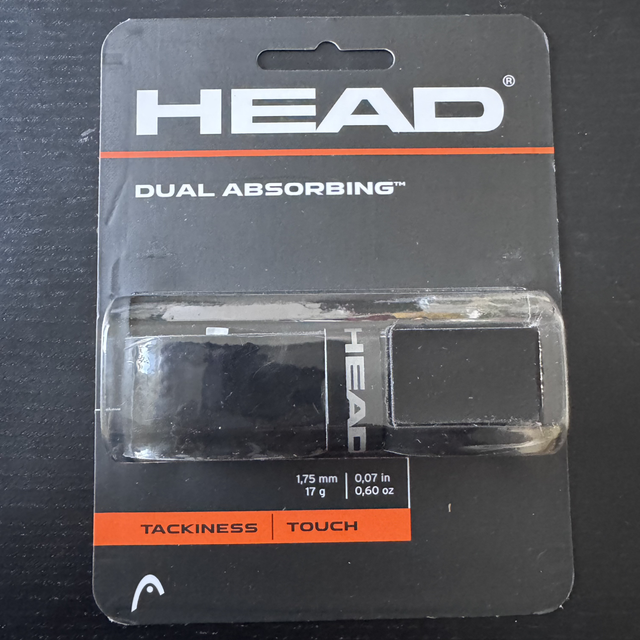 HEAD®
DUAL ABSORBING™
HEAD
1,75 mm | 0,07 in
17 g | 0,60 oz
TACKINESS | TOUCH